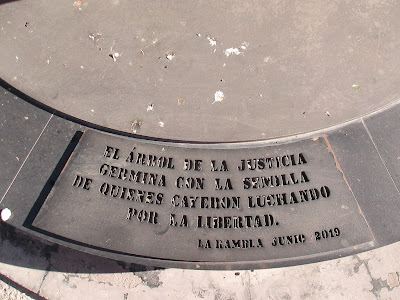 EL ÁRBOL DE LA JUSTICIA
GERMINA CON LA SEMILLA
DE QUIENES CAYERON LUCHANDO
POR LA LIBERTAD.
LA RAMBLA JUNIO 2019